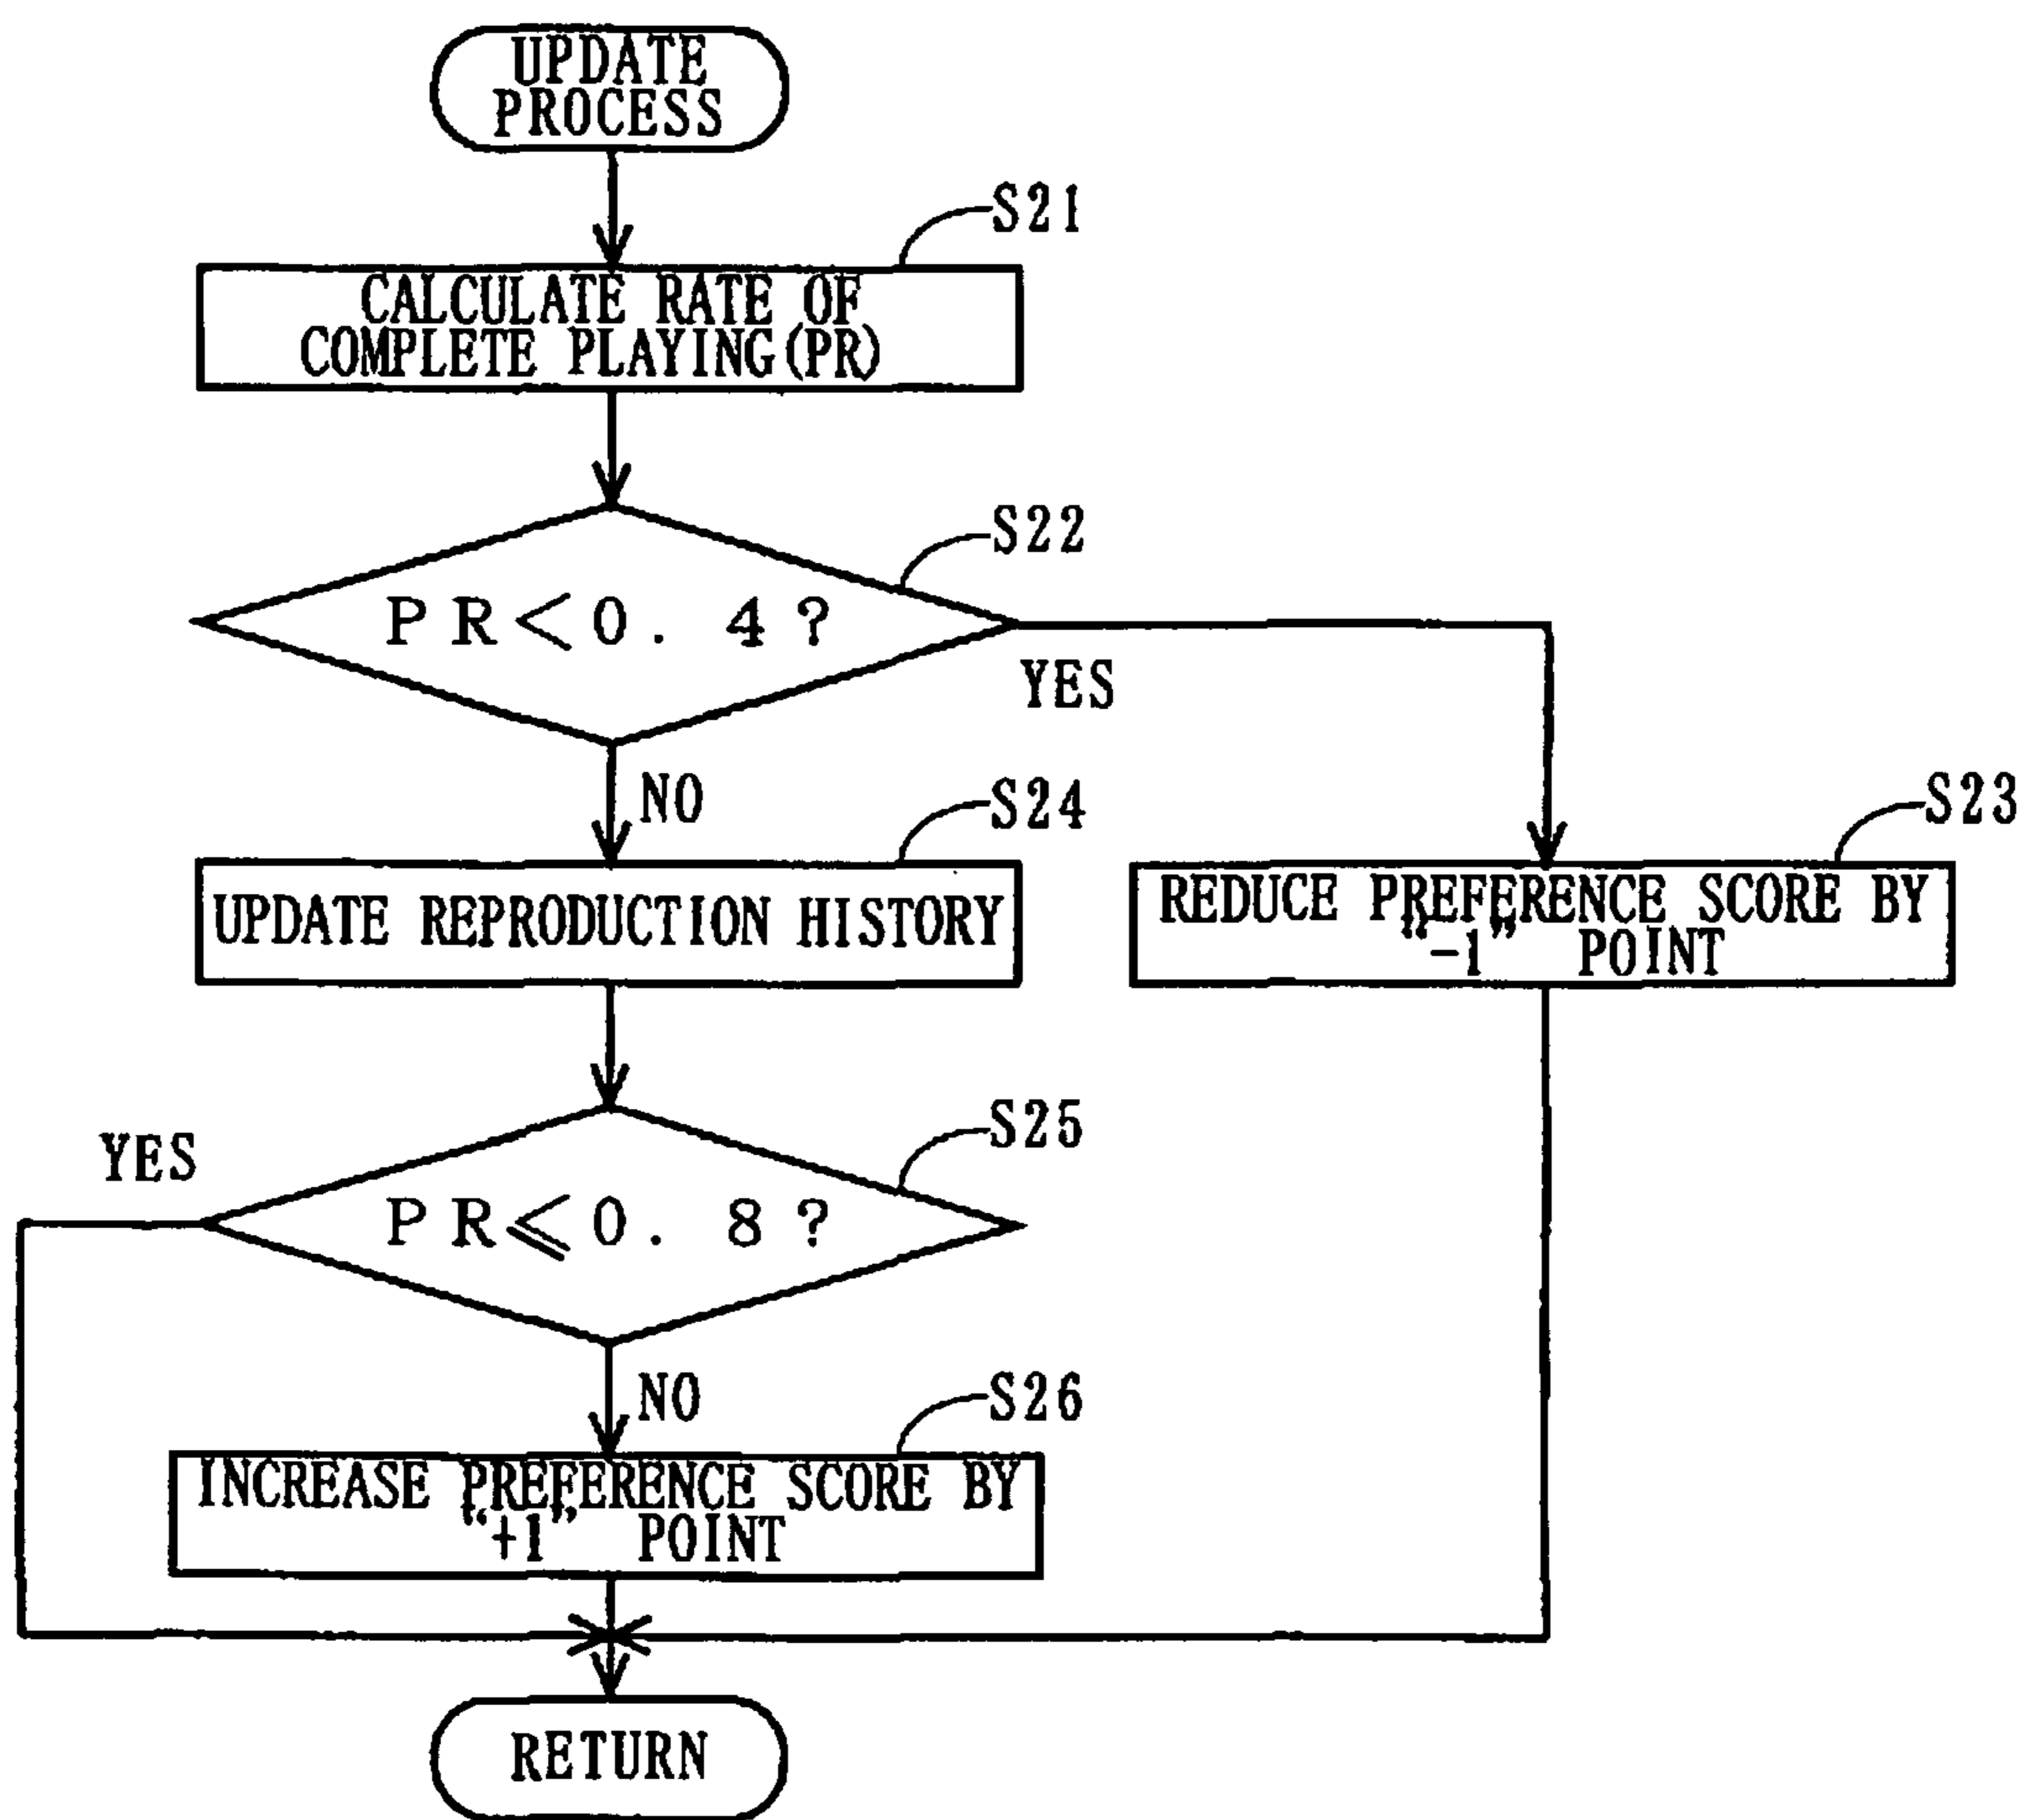 UPDATE
PROCESS
S21
CALCULATE RATE OF
COMPLETE PLAYING(PR)
S22
PR<0.4?
YES
NO
S24
UPDATE REPRODUCTION HISTORY
S23
REDUCE PREFERENCE SCORE BY
“-1” POINT
S25
YES
PR≦0.8?
NO
S26
INCREASE PREFERENCE SCORE BY
“+1” POINT
RETURN